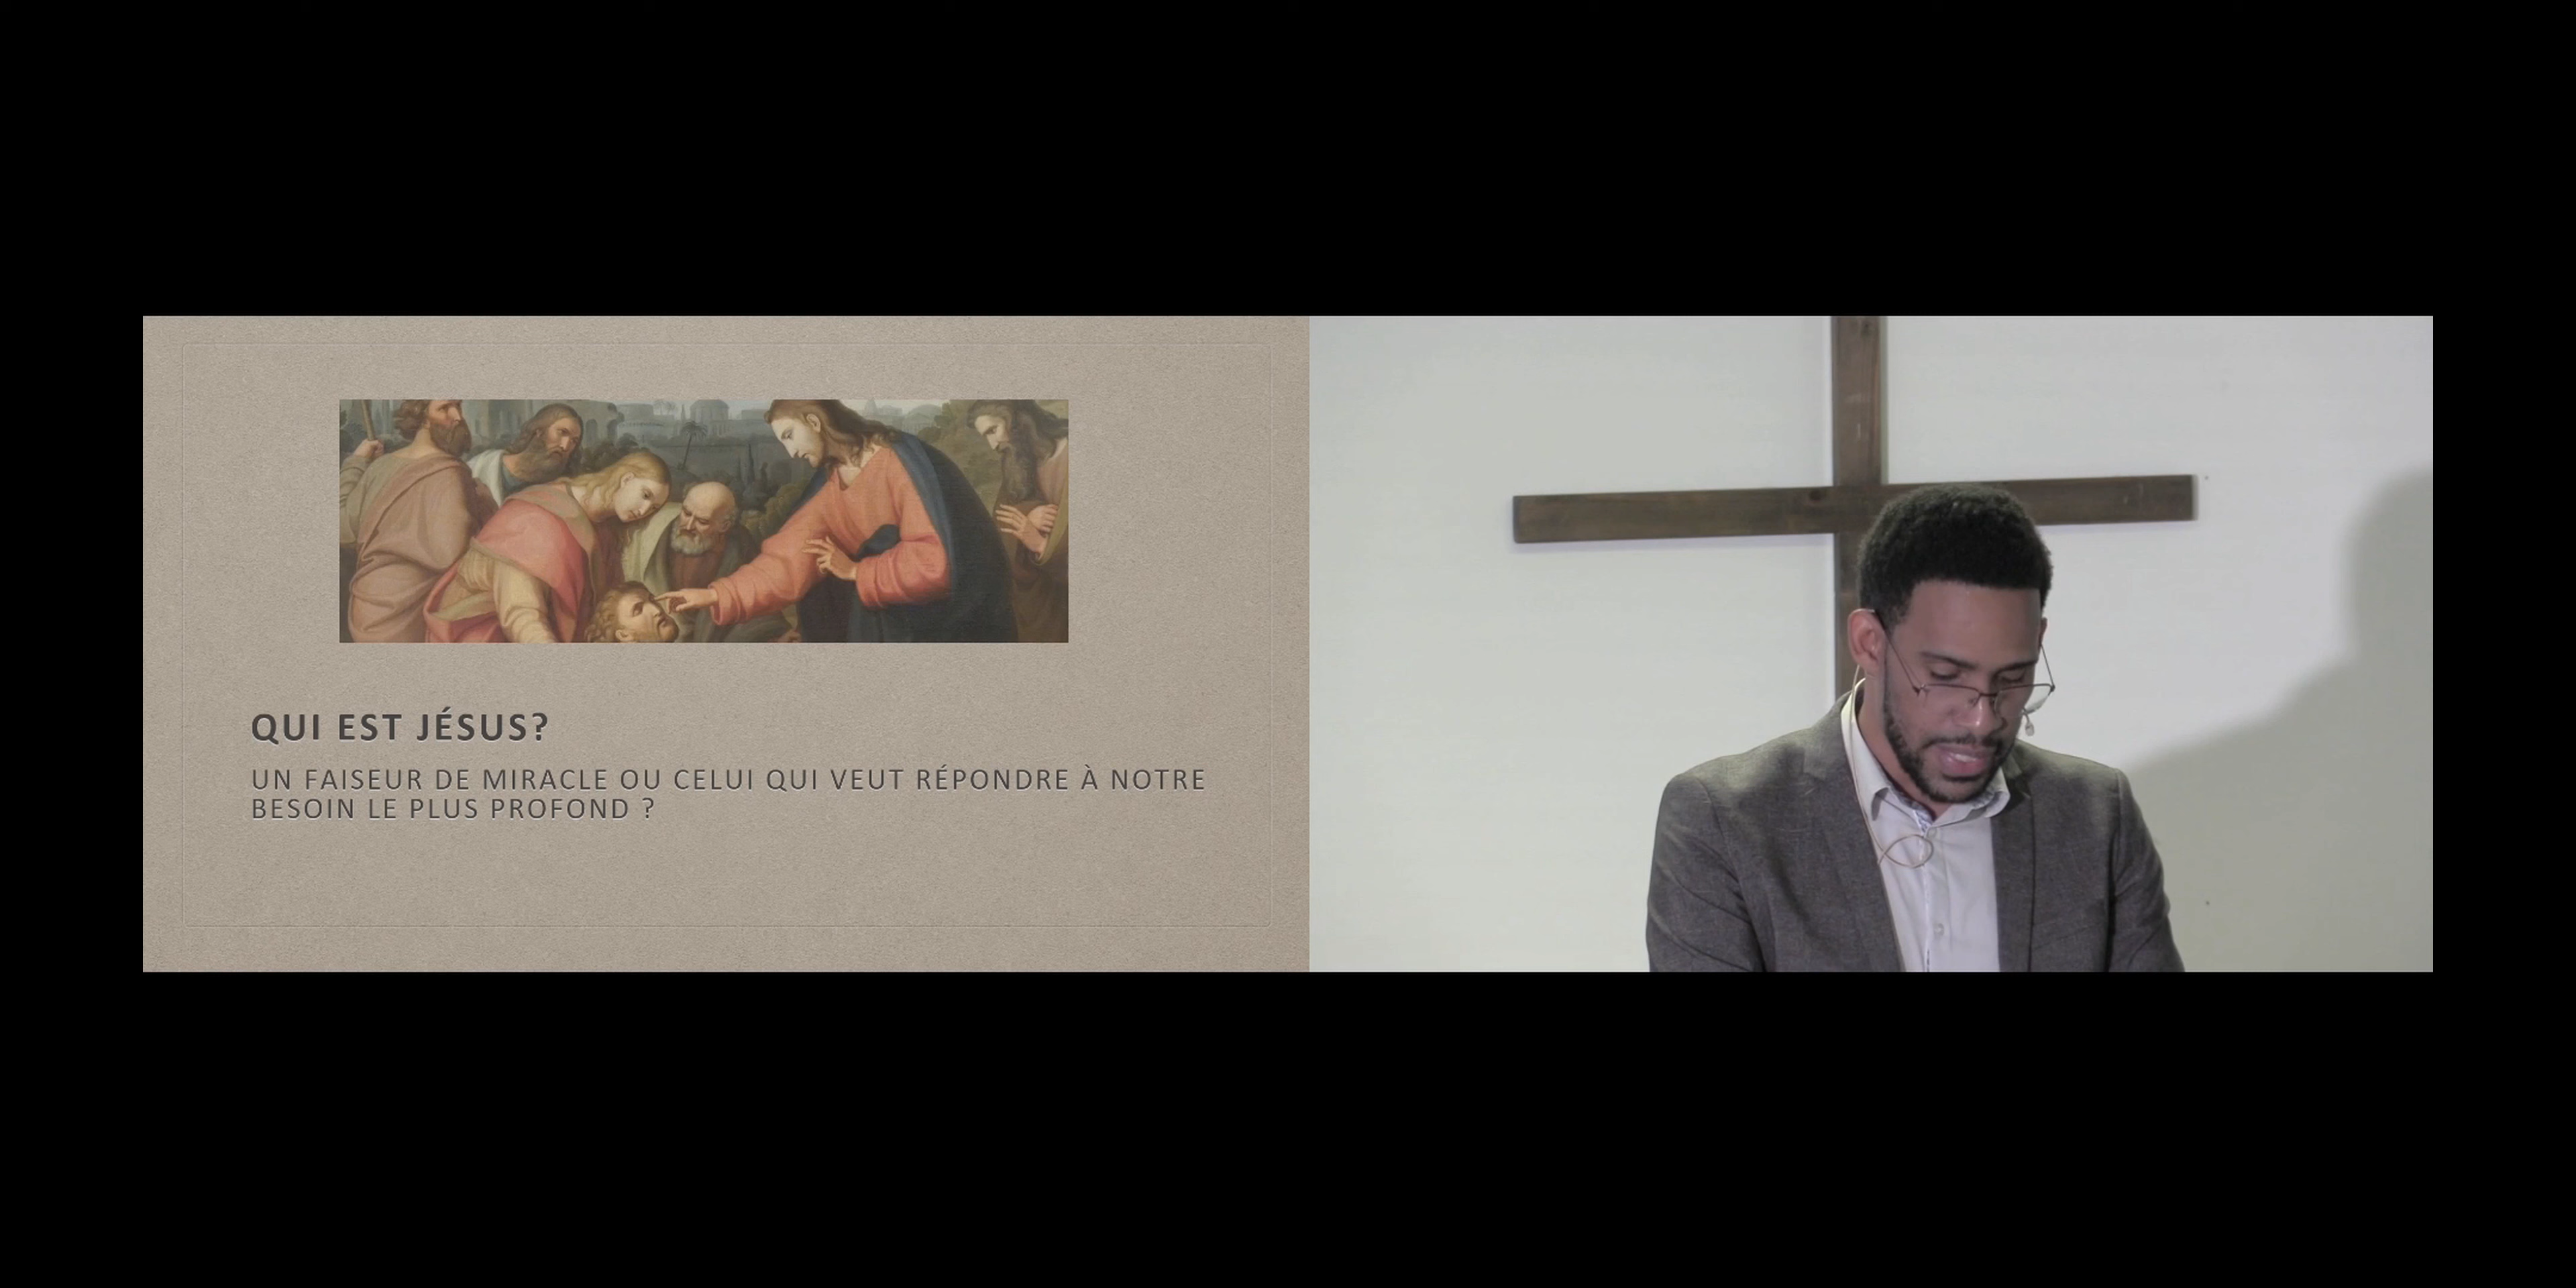 QUI EST JÉSUS?
UN FAISEUR DE MIRACLE OU CELUI QUI VEUT RÉPONDRE À NOTRE
BESOIN LE PLUS PROFOND ?